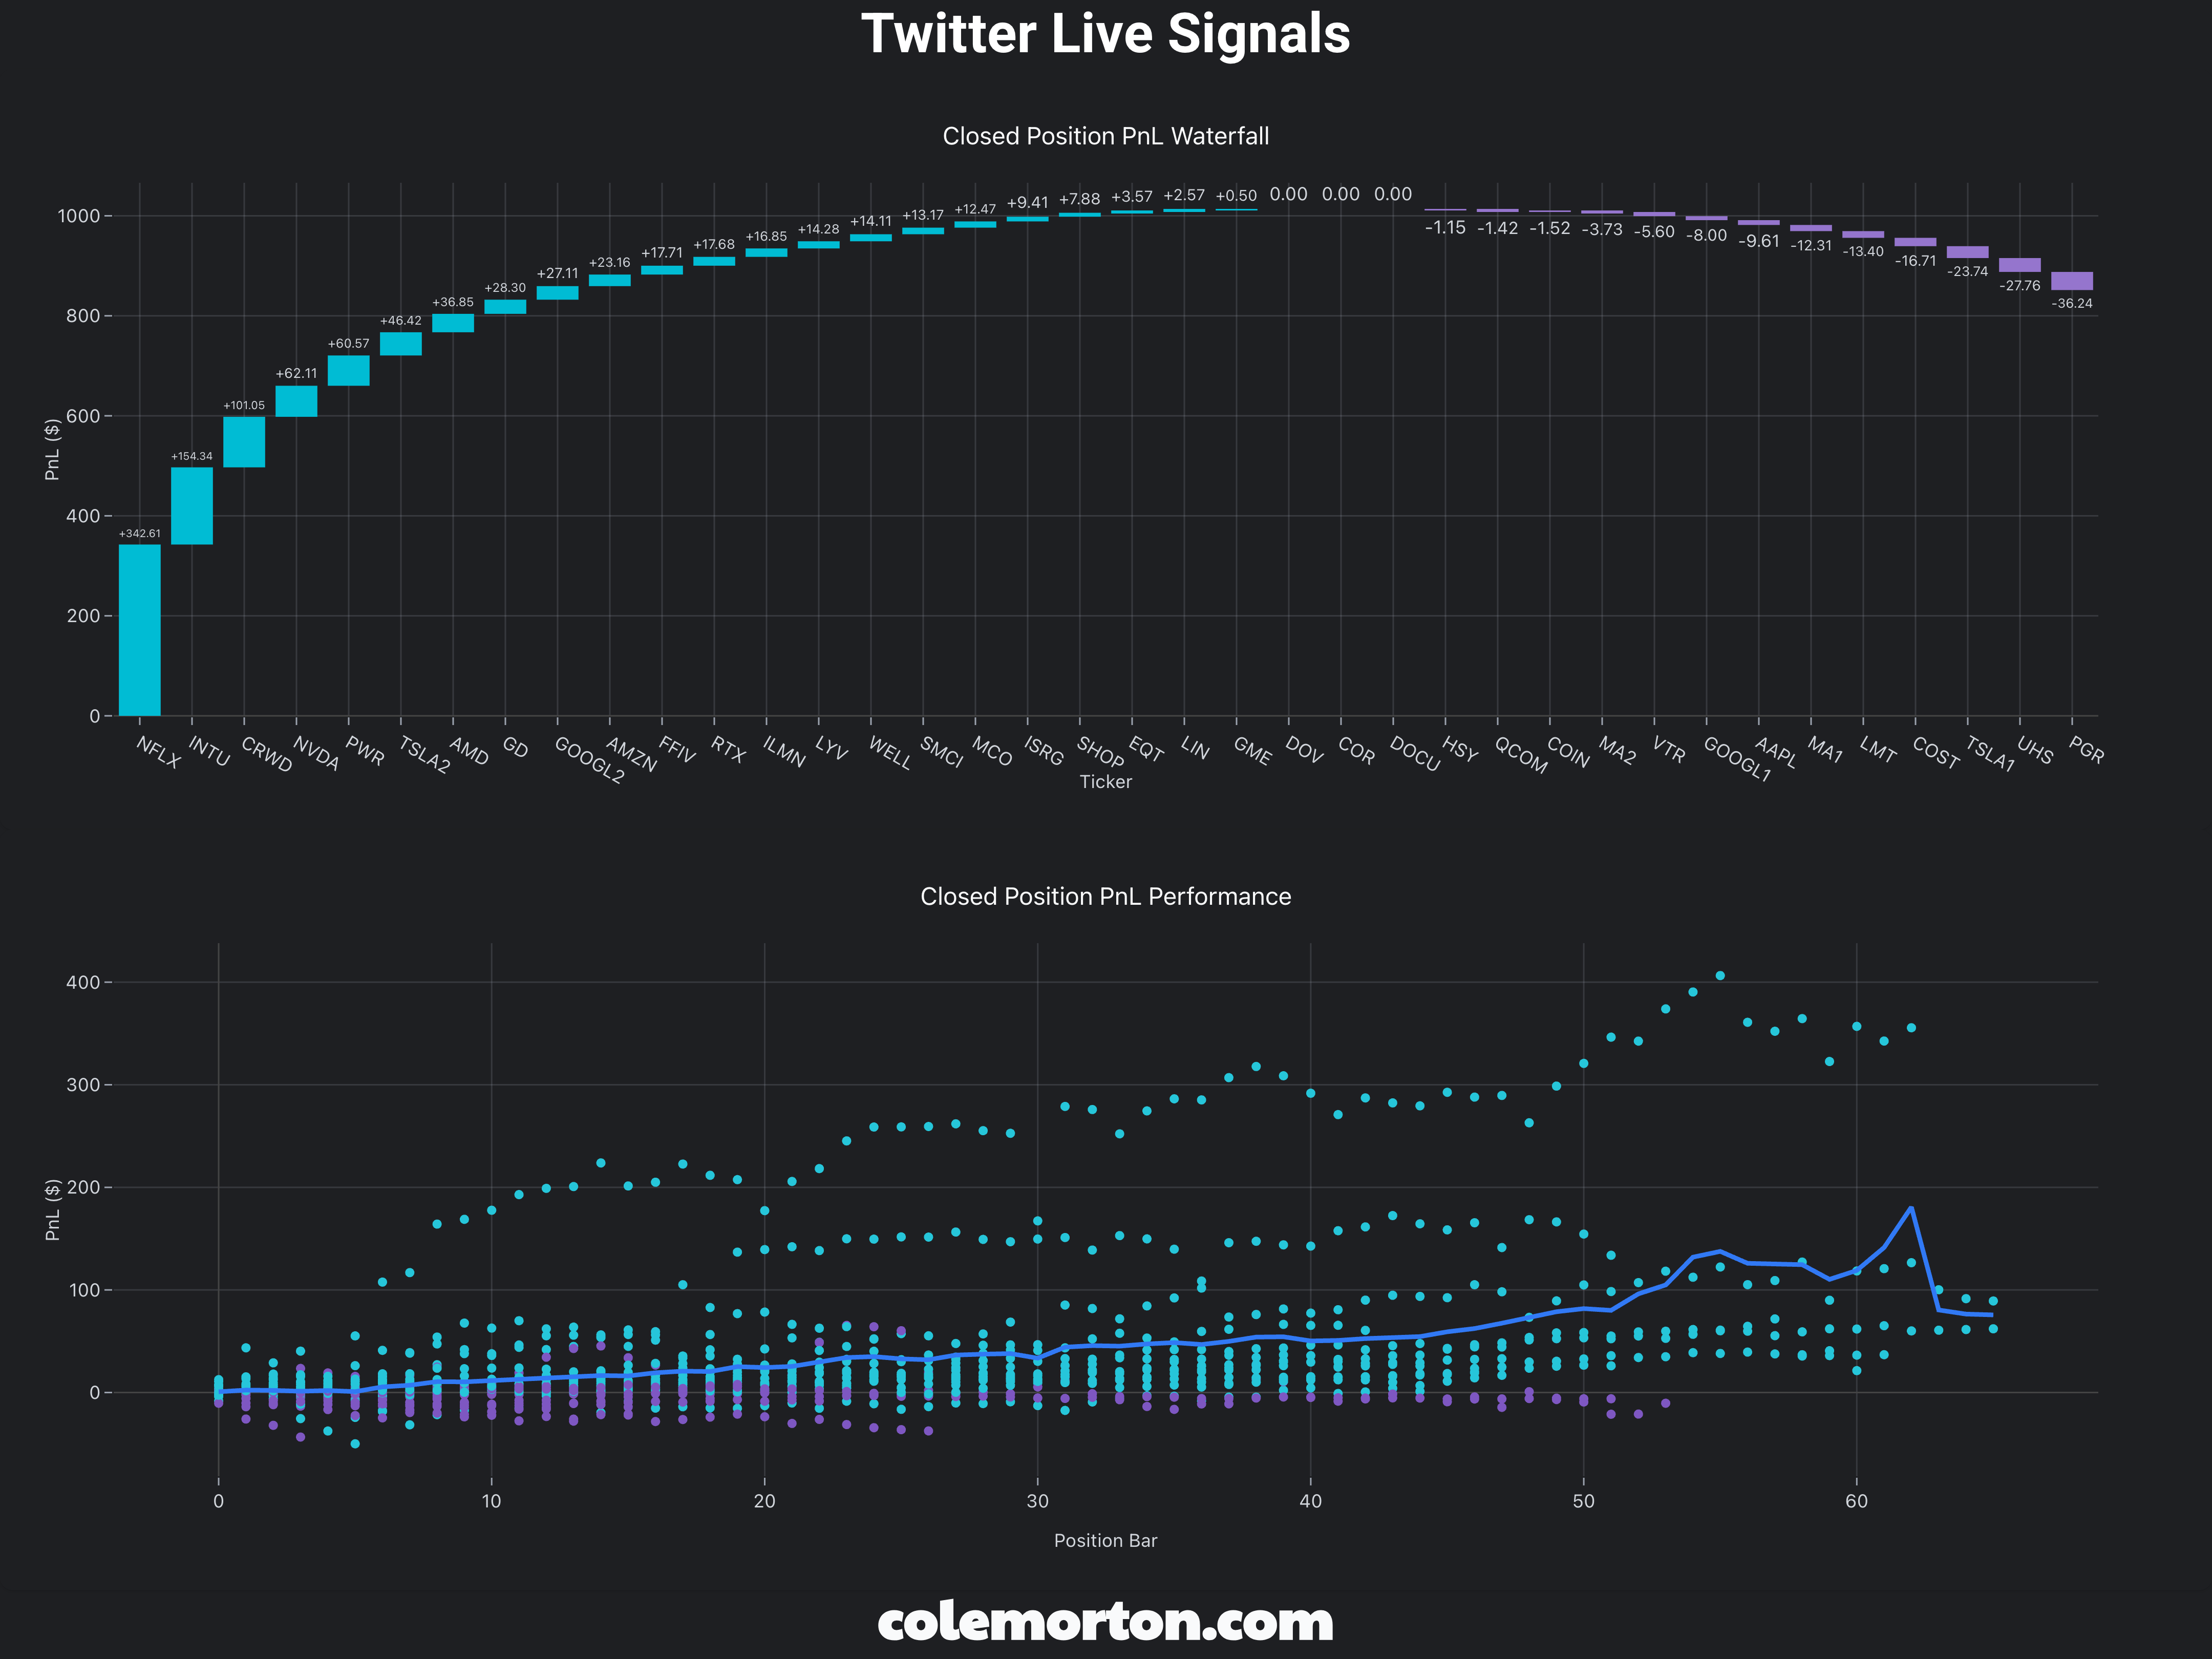 Twitter Live Signals
Closed Position PnL Waterfall
+342.61 +154.34 +101.05 +62.11 +60.57 +46.42 +36.85 +28.30 +27.11 +23.16 +17.71 +17.68 +16.85 +14.28 +14.11 +13.17 +12.47 +9.41 +7.88 +3.57 +2.57 +0.50 0.00 0.00 0.00 -1.15 -1.42 -1.52 -3.73 -5.60 -8.00 -9.61 -12.31 -13.40 -16.71 -23.74 -27.76 -36.24
1000
800
600
400
200
0
PnL ($)
NFLX INTU CRWD NVDA PWR TSLA2 AMD GD GOOGL2 AMZN FFIV RTX ILMN LYV WELL SMCI MCO ISRG SHOP EQT LIN GME DOV COR DOCU HSY QCOM COIN MA2 VTR GOOGL1 AAPL MA1 LMT COST TSLA1 UHS PGR
Ticker
Closed Position PnL Performance
400
300
200
100
0
PnL ($)
0 10 20 30 40 50 60
Position Bar
colemorton.com